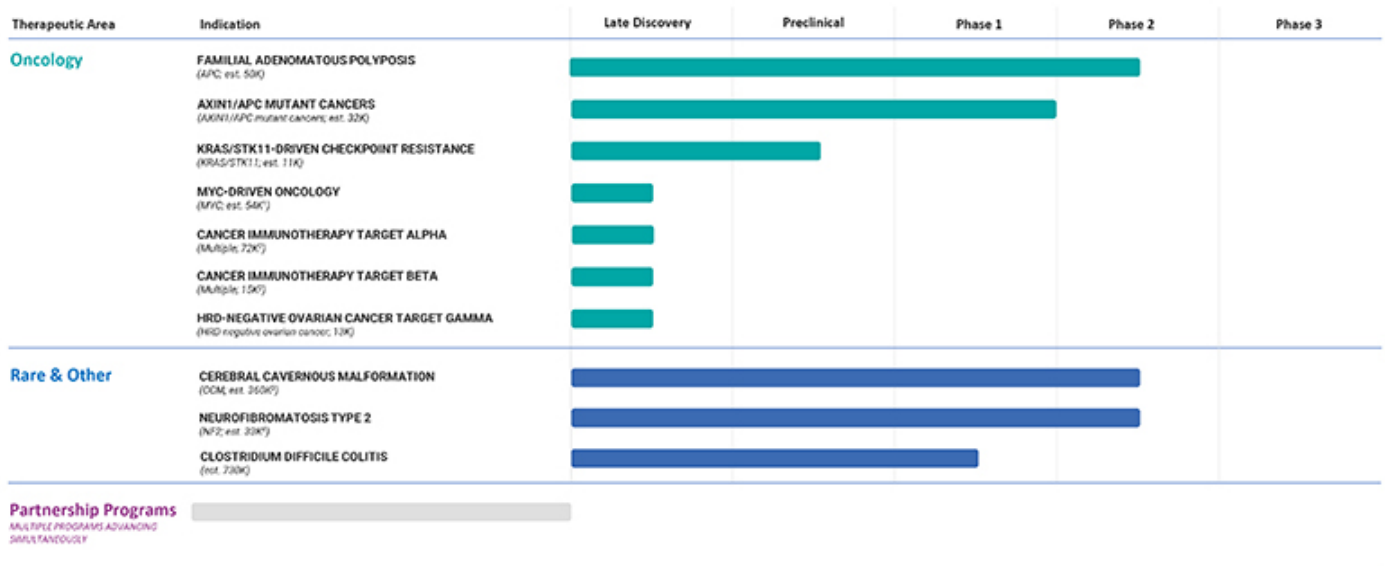 Therapeutic Area Indication Late Discovery Preclinical Phase 1 Phase 2 Phase 3
Oncology
FAMILIAL ADENOMATOUS POLYPOSIS
(APC; est. 50K)
AXIN1/APC MUTANT CANCERS
(AXIN1/APC mutant cancers; est. 32K)
KRAS/STK11-DRIVEN CHECKPOINT RESISTANCE
(KRAS/STK11; est. 11K)
MYC-DRIVEN ONCOLOGY
(MYC; est. 54K
CANCER IMMUNOTHERAPY TARGET ALPHA
(Multiple; 72K
CANCER IMMUNOTHERAPY TARGET BETA
(Multiple; 15K
HRD-NEGATIVE OVARIAN CANCER TARGET GAMMA
(HRD negative ovarian cancer; 13K)
Rare & Other
CEREBRAL CAVERNOUS MALFORMATION
(CCM, est. 360K
NEUROFIBROMATOSIS TYPE 2
(NF2; est. 33K
CLOSTRIDIUM DIFFICILE COLITIS
(est. 730K)
Partnership Programs
MULTIPLE PROGRAMS ADVANCING
SIMULTANEOUSLY